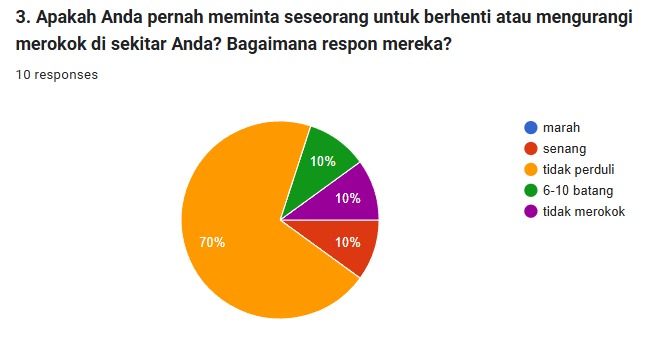 3. Apakah Anda pernah meminta seseorang untuk berhenti atau mengurangi
merokok di sekitar Anda? Bagaimana respon mereka?
10 responses
marah
senang
tidak perduli
6-10 batang
tidak merokok
10%
10%
70%
10%